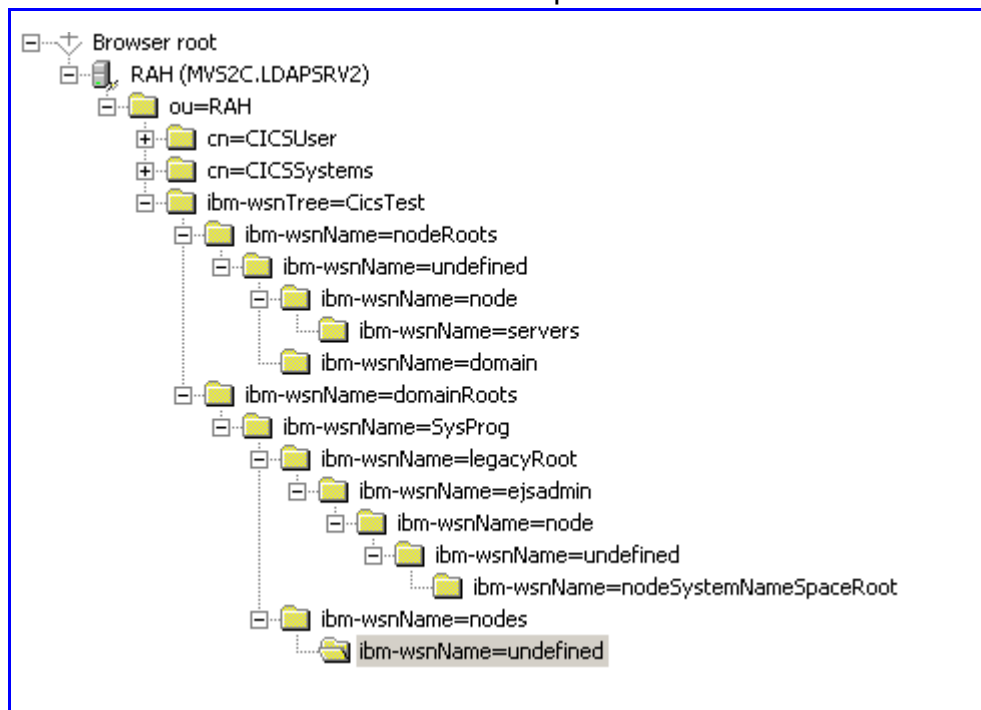 Browser root
RAH (MVS2C.LDAPSRV2)
ou=RAH
cn=CICSUser
cn=CICSSystems
ibm-wsnTree=CicsTest
ibm-wsnName=nodeRoots
ibm-wsnName=undefined
ibm-wsnName=node
ibm-wsnName=servers
ibm-wsnName=domain
ibm-wsnName=domainRoots
ibm-wsnName=SysProg
ibm-wsnName=legacyRoot
ibm-wsnName=ejsadmin
ibm-wsnName=node
ibm-wsnName=undefined
ibm-wsnName=nodeSystemNameSpaceRoot
ibm-wsnName=nodes
ibm-wsnName=undefined